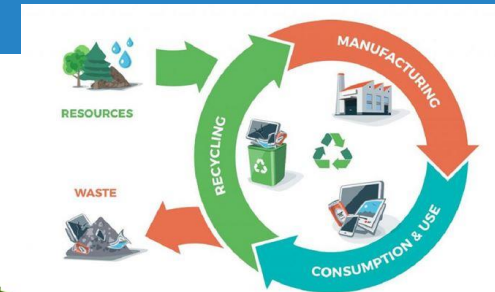 RESOURCES
MANUFACTURING
RECYCLING
WASTE
CONSUMPTION & USE